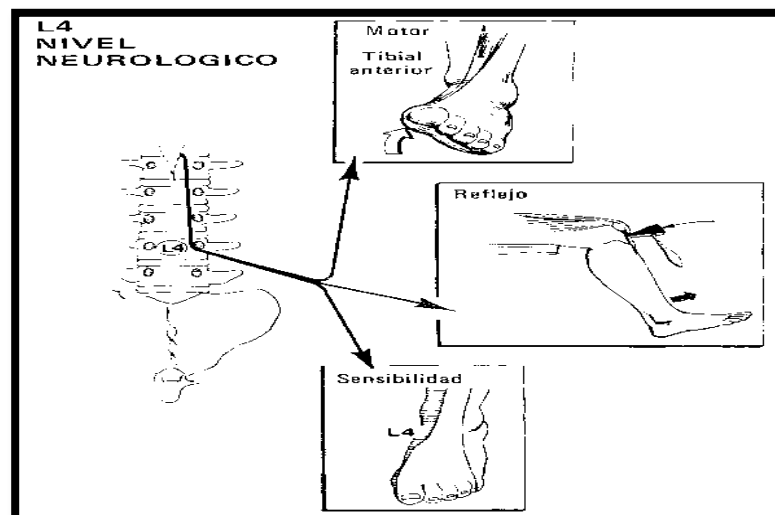 L4
NIVEL
NEUROLOGICO
Motor
Tibial
anterior
L4
Reflejo
Sensibilidad
L4